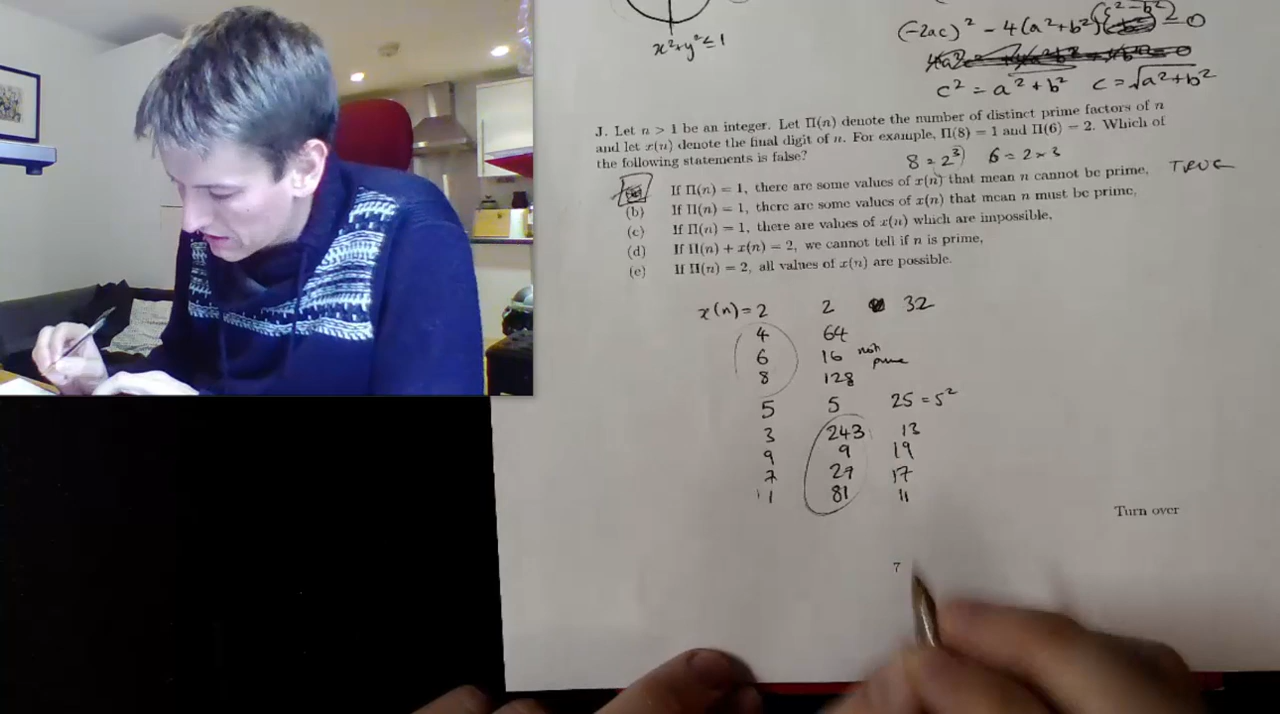 x²+y²≤1
(-2ac)² - 4(a²+b²)(c²-b²) = 0
c² = a²+b² c = √a²+b²
J. Let n > 1 be an integer. Let Π(n) denote the number of distinct prime factors of n
and let x(n) denote the final digit of n. For example, Π(8) = 1 and Π(6) = 2. Which of
the following statements is false?
8 = 2³) 6 = 2×3
If Π(n) = 1, there are some values of x(n) that mean n cannot be prime, TRUE
(b) If Π(n) = 1, there are some values of x(n) that mean n must be prime,
(c) If Π(n) = 1, there are values of x(n) which are impossible,
(d) If Π(n) + x(n) = 2, we cannot tell if n is prime,
(e) If Π(n) = 2, all values of x(n) are possible.
x(n)=2 2 32
4 64
6 16 not prime
8 128
5 5 25 = 5²
3 243 13
9 9 19
7 27 17
1 81 11
Turn over
7